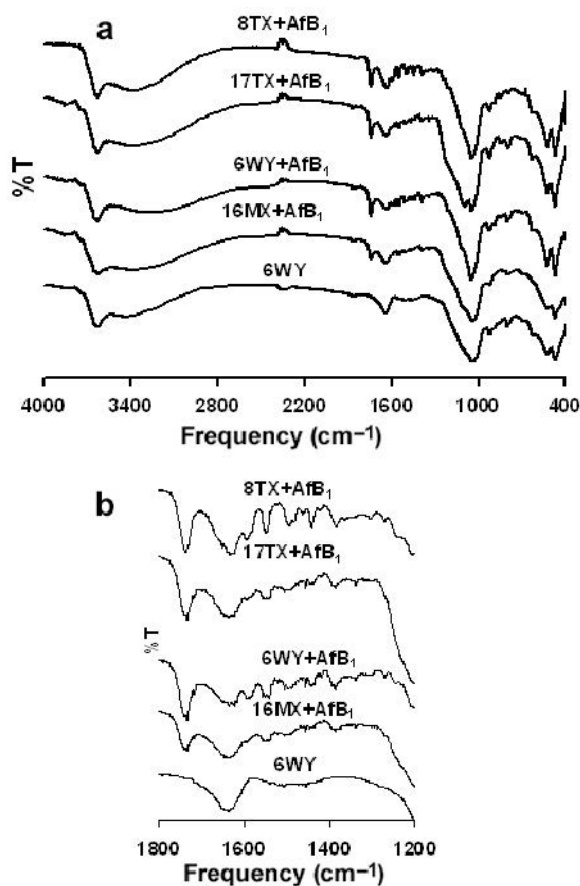 a
8TX+AfB₁
17TX+AfB₁
6WY+AfB₁
16MX+AfB₁
6WY
%T
4000 3400 2800 2200 1600 1000 400
Frequency (cm⁻¹)
b
8TX+AfB₁
17TX+AfB₁
6WY+AfB₁
16MX+AfB₁
6WY
%T
1800 1600 1400 1200
Frequency (cm⁻¹)